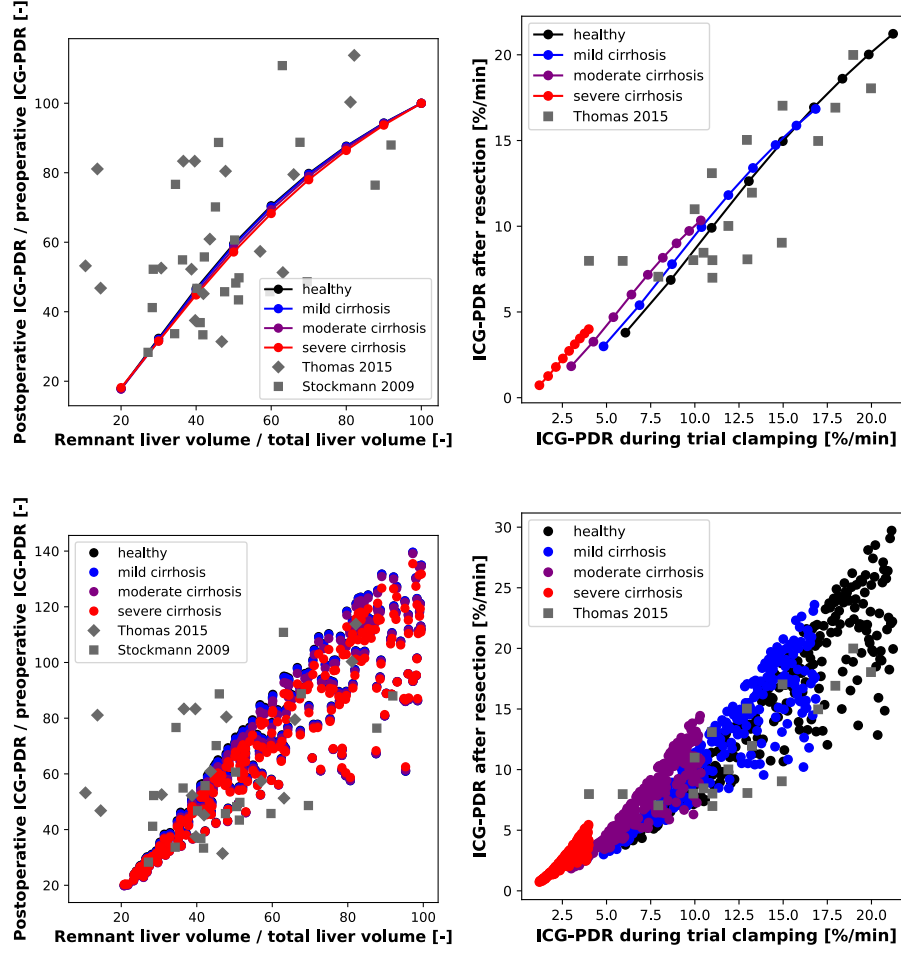 Postoperative ICG-PDR / preoperative ICG-PDR [-]
100
80
60
40
20
healthy
mild cirrhosis
moderate cirrhosis
severe cirrhosis
Thomas 2015
Stockmann 2009
20 40 60 80 100
Remnant liver volume / total liver volume [-]
ICG-PDR after resection [%/min]
20
15
10
5
0
healthy
mild cirrhosis
moderate cirrhosis
severe cirrhosis
Thomas 2015
2.5 5.0 7.5 10.0 12.5 15.0 17.5 20.0
ICG-PDR during trial clamping [%/min]
Postoperative ICG-PDR / preoperative ICG-PDR [-]
140
120
100
80
60
40
20
healthy
mild cirrhosis
moderate cirrhosis
severe cirrhosis
Thomas 2015
Stockmann 2009
20 40 60 80 100
Remnant liver volume / total liver volume [-]
ICG-PDR after resection [%/min]
30
25
20
15
10
5
0
healthy
mild cirrhosis
moderate cirrhosis
severe cirrhosis
Thomas 2015
2.5 5.0 7.5 10.0 12.5 15.0 17.5 20.0
ICG-PDR during trial clamping [%/min]